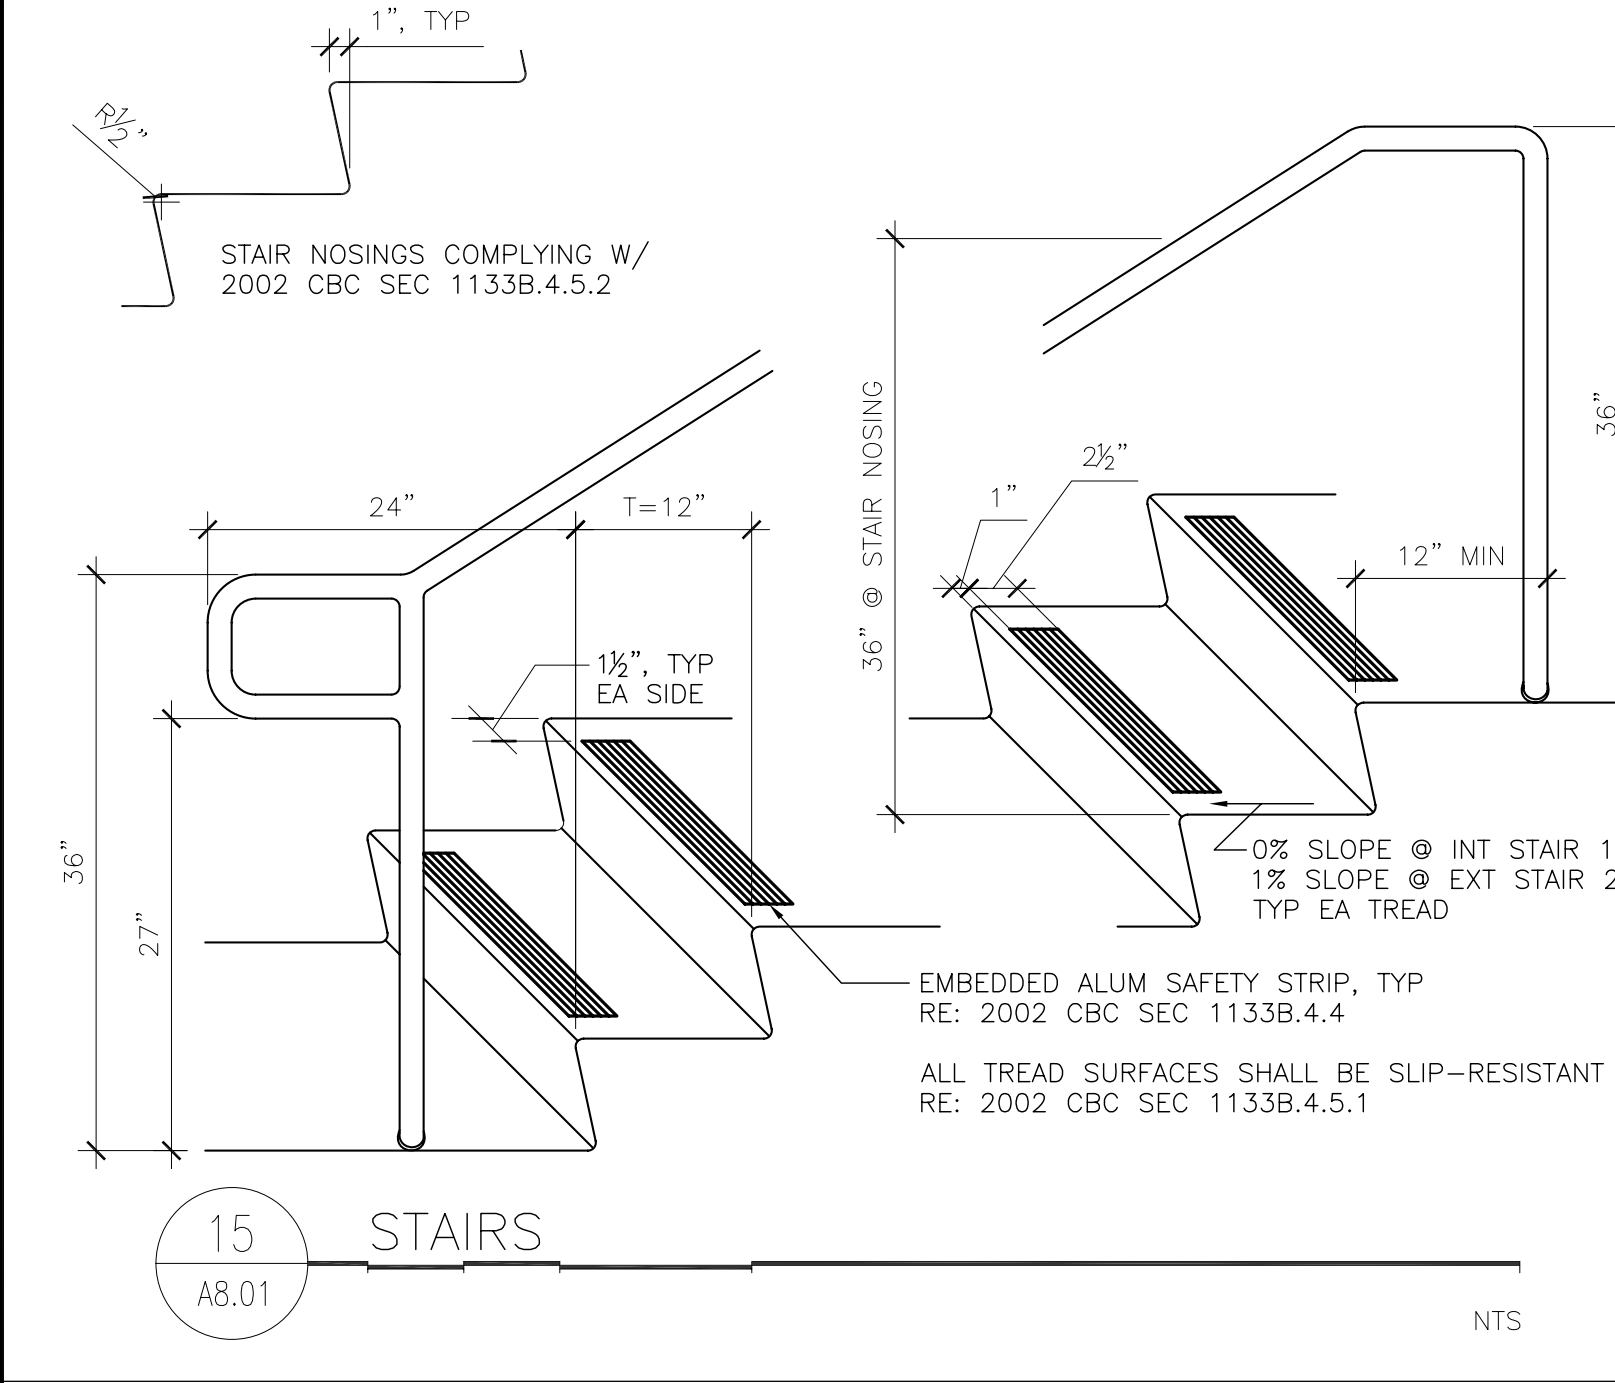 1", TYP
R½"
STAIR NOSINGS COMPLYING W/
2002 CBC SEC 1133B.4.5.2
36" @ STAIR NOSING
36"
2½"
1"
24"
T=12"
12" MIN
1½", TYP
EA SIDE
36"
27"
0% SLOPE @ INT STAIR 1
1% SLOPE @ EXT STAIR 2
TYP EA TREAD
EMBEDDED ALUM SAFETY STRIP, TYP
RE: 2002 CBC SEC 1133B.4.4
ALL TREAD SURFACES SHALL BE SLIP-RESISTANT
RE: 2002 CBC SEC 1133B.4.5.1
15
STAIRS
A8.01
NTS